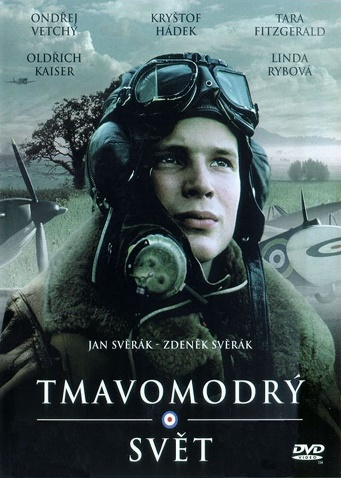 ONDŘEJ VETCHÝ
KRYŠTOF HÁDEK
TARA FITZGERALD
OLDŘICH KAISER
LINDA RYBOVÁ
JAN SVĚRÁK - ZDENĚK SVĚRÁK
TMAVOMODRÝ
SVĚT
DVD
VIDEO